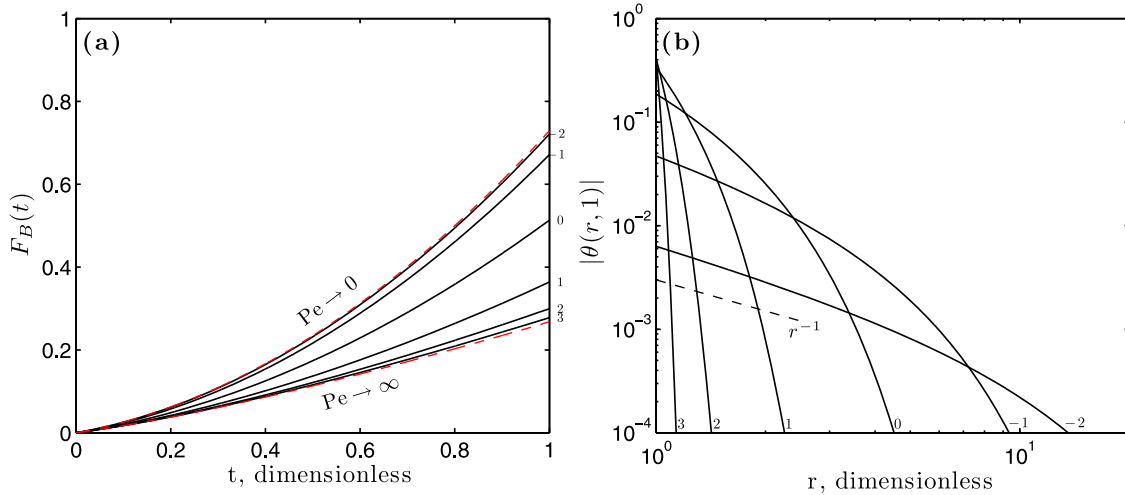 (a)
1
0.8
0.6
0.4
0.2
0
F_B(t)
0 0.2 0.4 0.6 0.8 1
t, dimensionless
Pe → 0
Pe → ∞
-2
-1
0
1
2
3
(b)
10^0
10^-1
10^-2
10^-3
10^-4
|θ(r, 1)|
r^-1
3 2 1 0 -1 -2
10^0 10^1
r, dimensionless